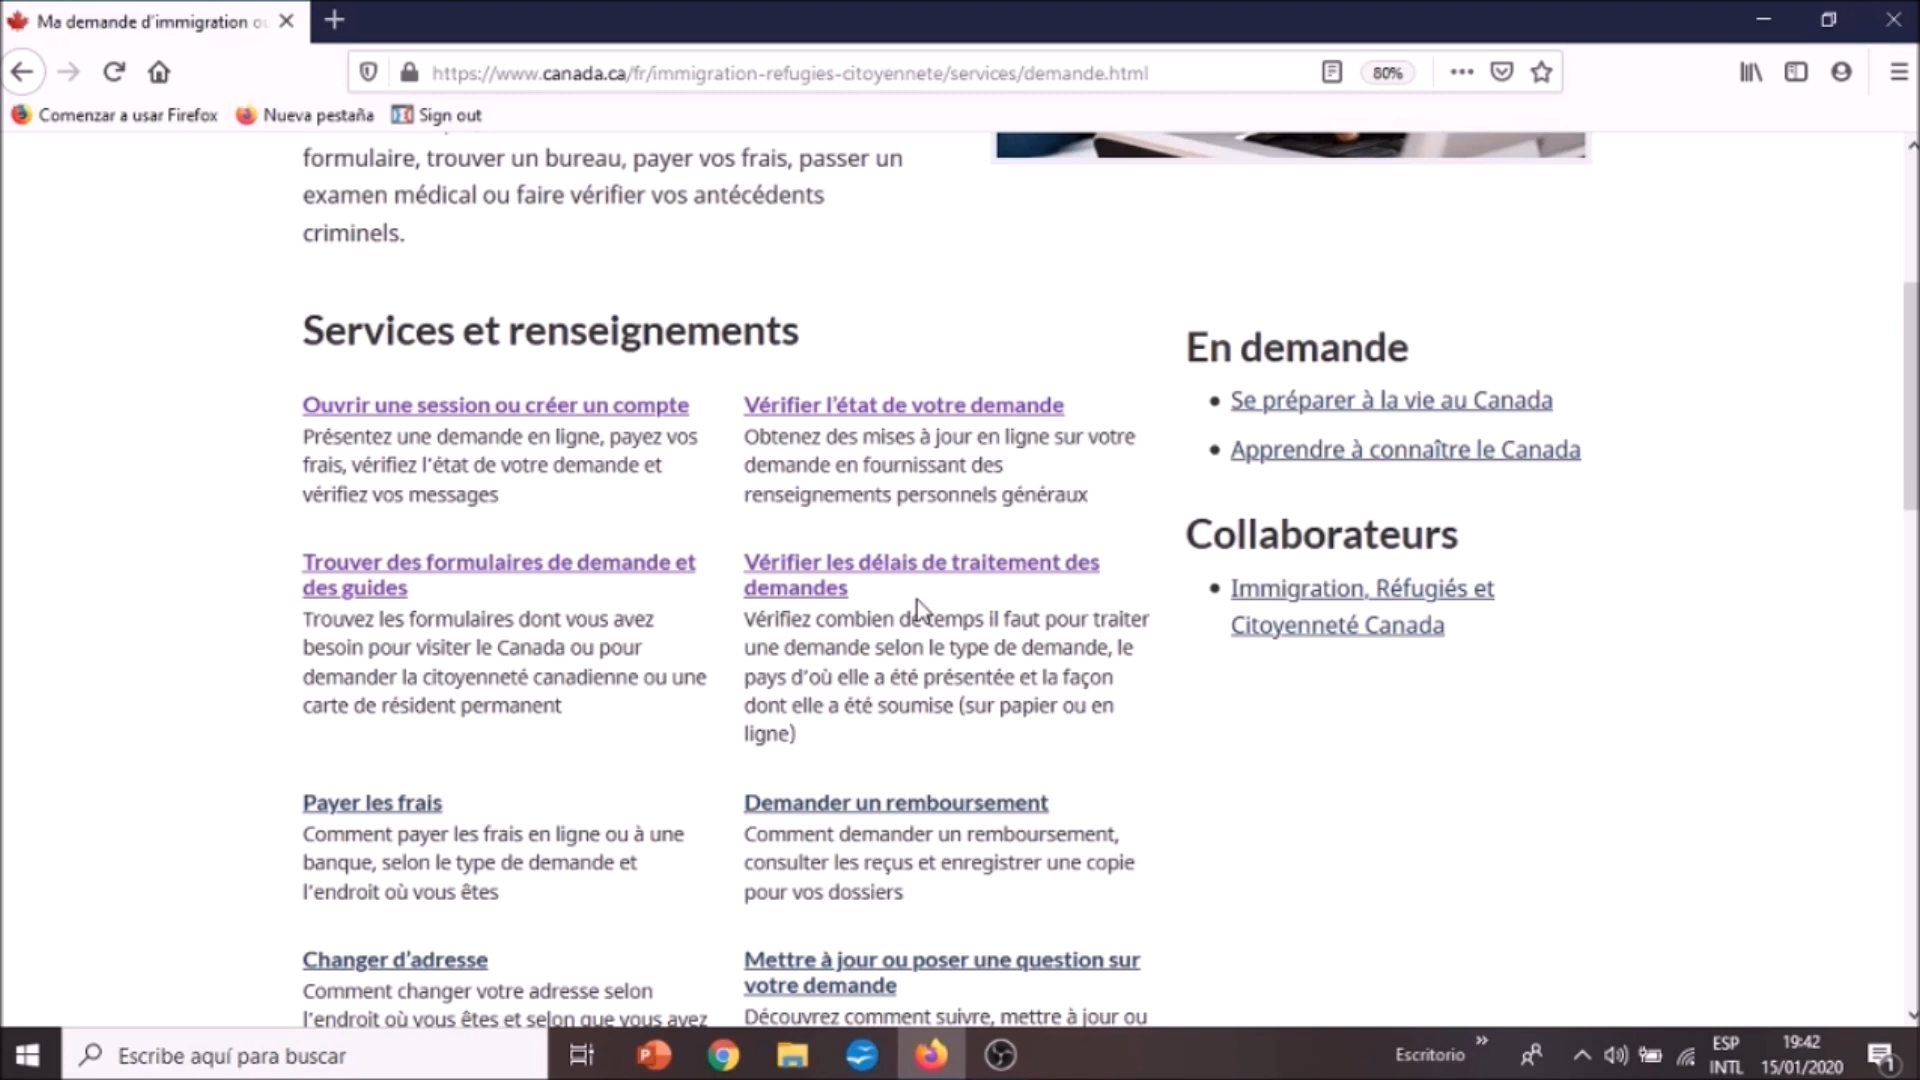 Ma demande d'immigration o
https://www.canada.ca/fr/immigration-refugies-citoyennete/services/demande.html
80%
Comenzar a usar Firefox
Nueva pestaña
Sign out
formulaire, trouver un bureau, payer vos frais, passer un
examen médical ou faire vérifier vos antécédents
criminels.
Services et renseignements
Ouvrir une session ou créer un compte
Présentez une demande en ligne, payez vos
frais, vérifiez l'état de votre demande et
vérifiez vos messages
Vérifier l'état de votre demande
Obtenez des mises à jour en ligne sur votre
demande en fournissant des
renseignements personnels généraux
Trouver des formulaires de demande et
des guides
Trouvez les formulaires dont vous avez
besoin pour visiter le Canada ou pour
demander la citoyenneté canadienne ou une
carte de résident permanent
Vérifier les délais de traitement des
demandes
Vérifiez combien de temps il faut pour traiter
une demande selon le type de demande, le
pays d'où elle a été présentée et la façon
dont elle a été soumise (sur papier ou en
ligne)
Payer les frais
Comment payer les frais en ligne ou à une
banque, selon le type de demande et
l'endroit où vous êtes
Demander un remboursement
Comment demander un remboursement,
consulter les reçus et enregistrer une copie
pour vos dossiers
Changer d'adresse
Comment changer votre adresse selon
l'endroit où vous êtes et selon que vous avez
Mettre à jour ou poser une question sur
votre demande
Découvrez comment suivre, mettre à jour ou
En demande
Se préparer à la vie au Canada
Apprendre à connaître le Canada
Collaborateurs
Immigration, Réfugiés et
Citoyenneté Canada
Escribe aquí para buscar
Escritorio
ESP
INTL
19:42
15/01/2020
1